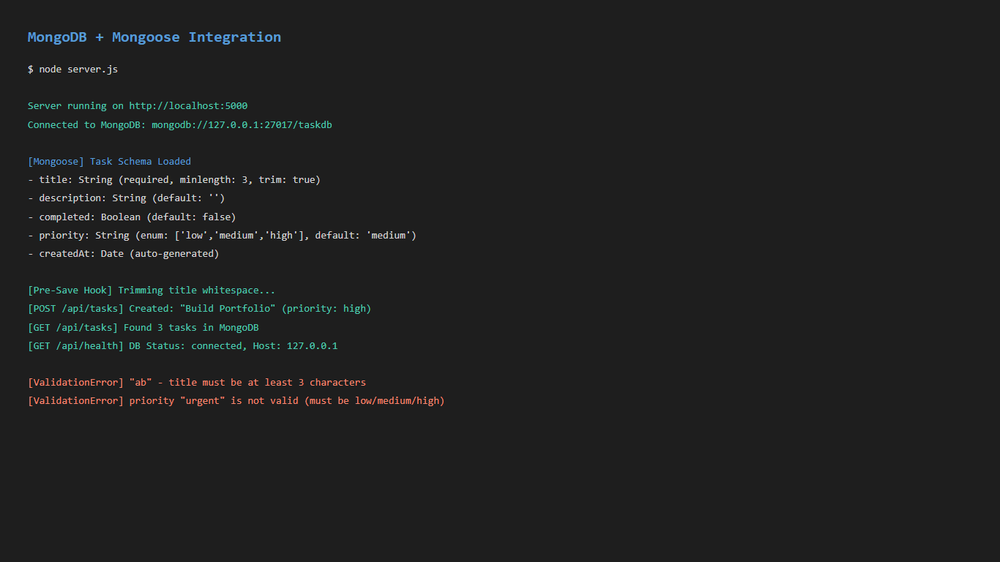 MongoDB + Mongoose Integration
$ node server.js
Server running on http://localhost:5000
Connected to MongoDB: mongodb://127.0.0.1:27017/taskdb
[Mongoose] Task Schema Loaded
- title: String (required, minlength: 3, trim: true)
- description: String (default: '')
- completed: Boolean (default: false)
- priority: String (enum: ['low','medium','high'], default: 'medium')
- createdAt: Date (auto-generated)
[Pre-Save Hook] Trimming title whitespace...
[POST /api/tasks] Created: "Build Portfolio" (priority: high)
[GET /api/tasks] Found 3 tasks in MongoDB
[GET /api/health] DB Status: connected, Host: 127.0.0.1
[ValidationError] "ab" - title must be at least 3 characters
[ValidationError] priority "urgent" is not valid (must be low/medium/high)